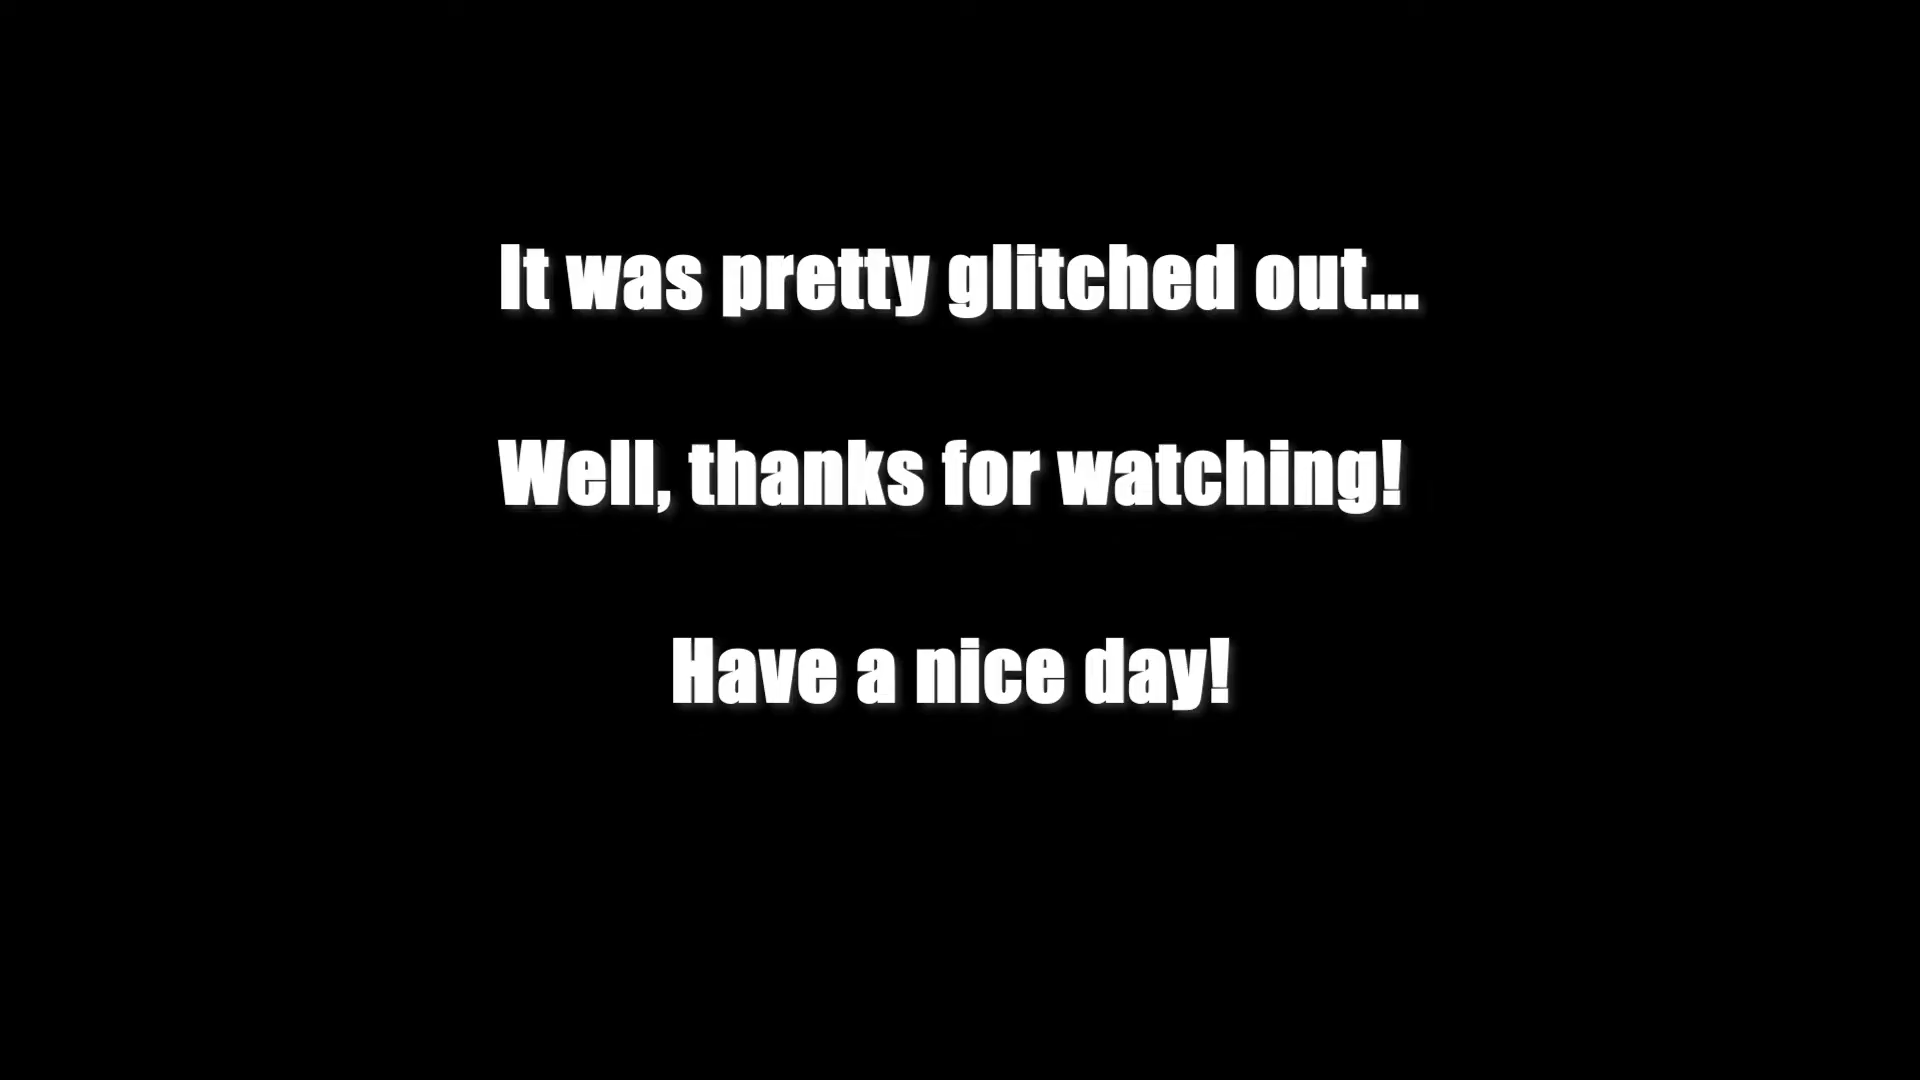 It was pretty glitched out...
Well, thanks for watching!
Have a nice day!